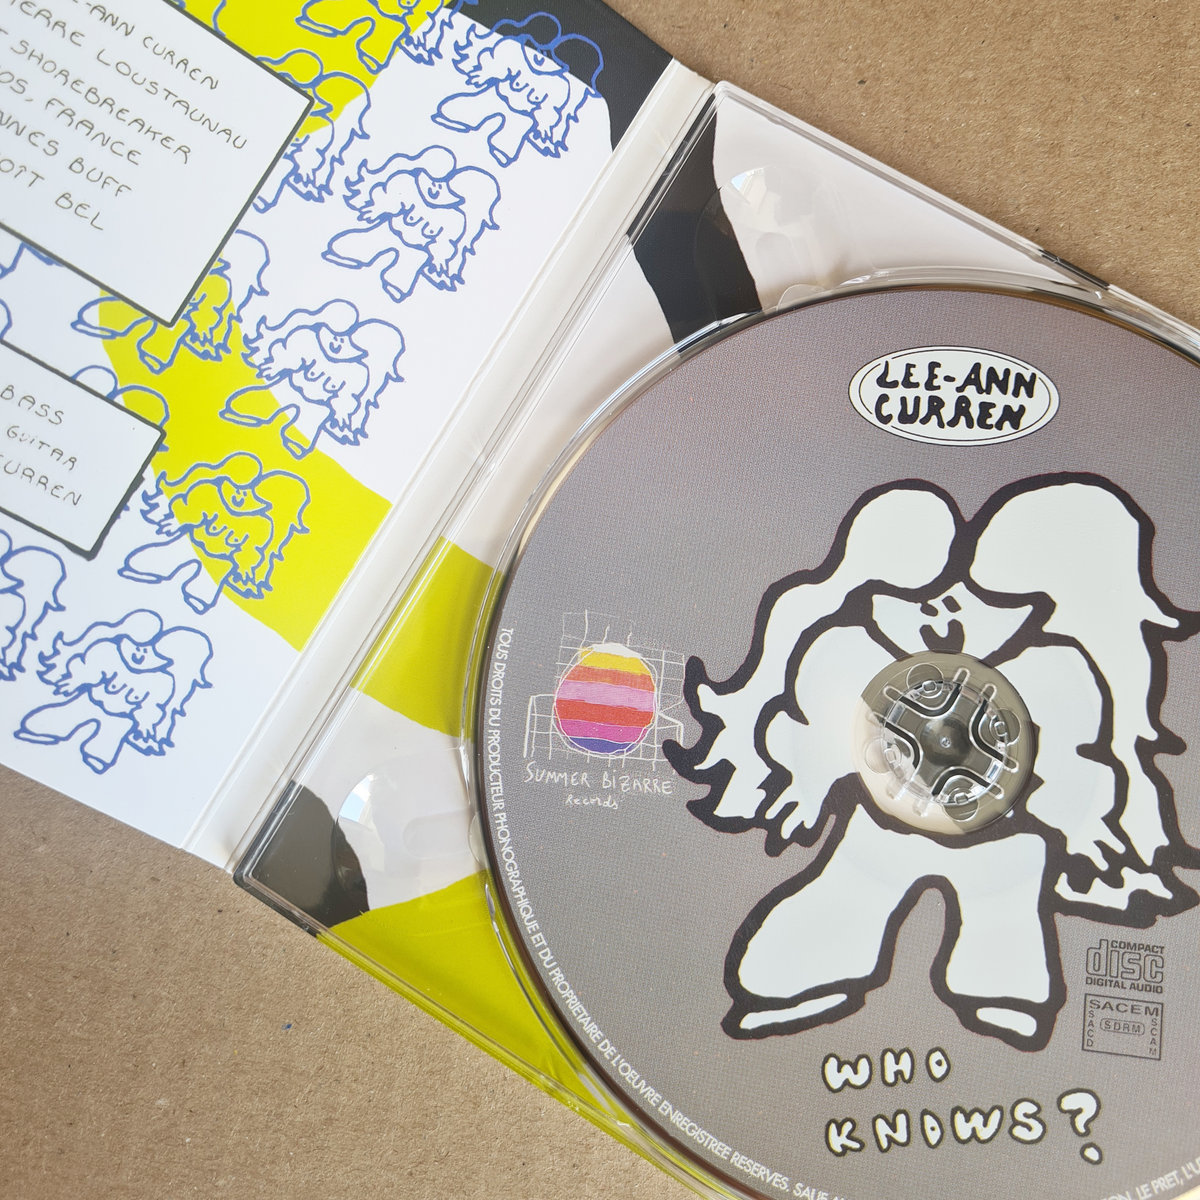 -ANN CURREN
ERRE LOUSTAUNAU
SHOREBREAKER
OS, FRANCE
NNES BUFF
OIT BEL
BASS
GUITAR
CURREN
LEE-ANN
CURREN
SUMMER BIZARRE
Records
TOUS DROITS DU PRODUCTEUR PHONOGRAPHIQUE ET DU PROPRIETAIRE DE L'OEUVRE ENREGISTREE RESERVES. SAUF
LE PRET, L'
COMPACT
disc
DIGITAL AUDIO
SACEM
SACD
SDRM
SCAM
WHO
KNOWS?